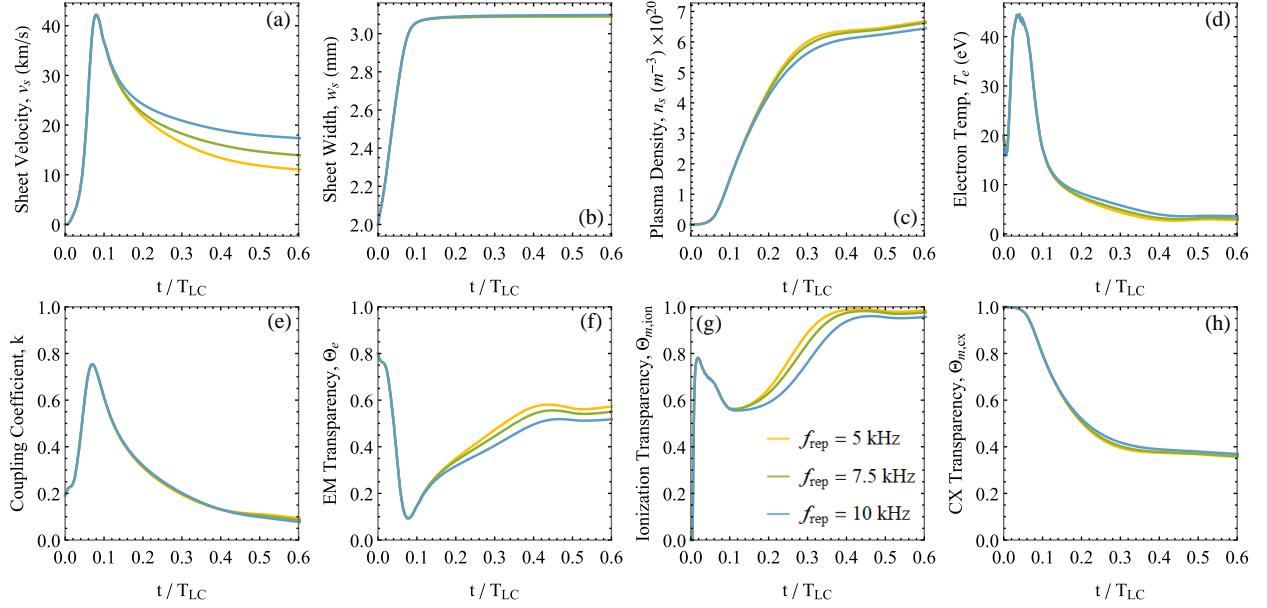 Sheet Velocity, v_s (km/s)
40
30
20
10
0
(a)
0.0 0.1 0.2 0.3 0.4 0.5 0.6
t / T_LC
Sheet Width, w_s (mm)
3.0
2.8
2.6
2.4
2.2
2.0
(b)
0.0 0.1 0.2 0.3 0.4 0.5 0.6
t / T_LC
Plasma Density, n_s (m^−3) ×10^20
7
6
5
4
3
2
1
0
(c)
0.0 0.1 0.2 0.3 0.4 0.5 0.6
t / T_LC
Electron Temp, T_e (eV)
40
30
20
10
0
(d)
0.0 0.1 0.2 0.3 0.4 0.5 0.6
t / T_LC
Coupling Coefficient, k
1.0
0.8
0.6
0.4
0.2
0.0
(e)
0.0 0.1 0.2 0.3 0.4 0.5 0.6
t / T_LC
EM Transparency, Θ_e
1.0
0.8
0.6
0.4
0.2
0.0
(f)
0.0 0.1 0.2 0.3 0.4 0.5 0.6
t / T_LC
Ionization Transparency, Θ_m,ion
1.0
0.8
0.6
0.4
0.2
0.0
(g)
f_rep = 5 kHz
f_rep = 7.5 kHz
f_rep = 10 kHz
0.0 0.1 0.2 0.3 0.4 0.5 0.6
t / T_LC
CX Transparency, Θ_m,cx
1.0
0.8
0.6
0.4
0.2
0.0
(h)
0.0 0.1 0.2 0.3 0.4 0.5 0.6
t / T_LC